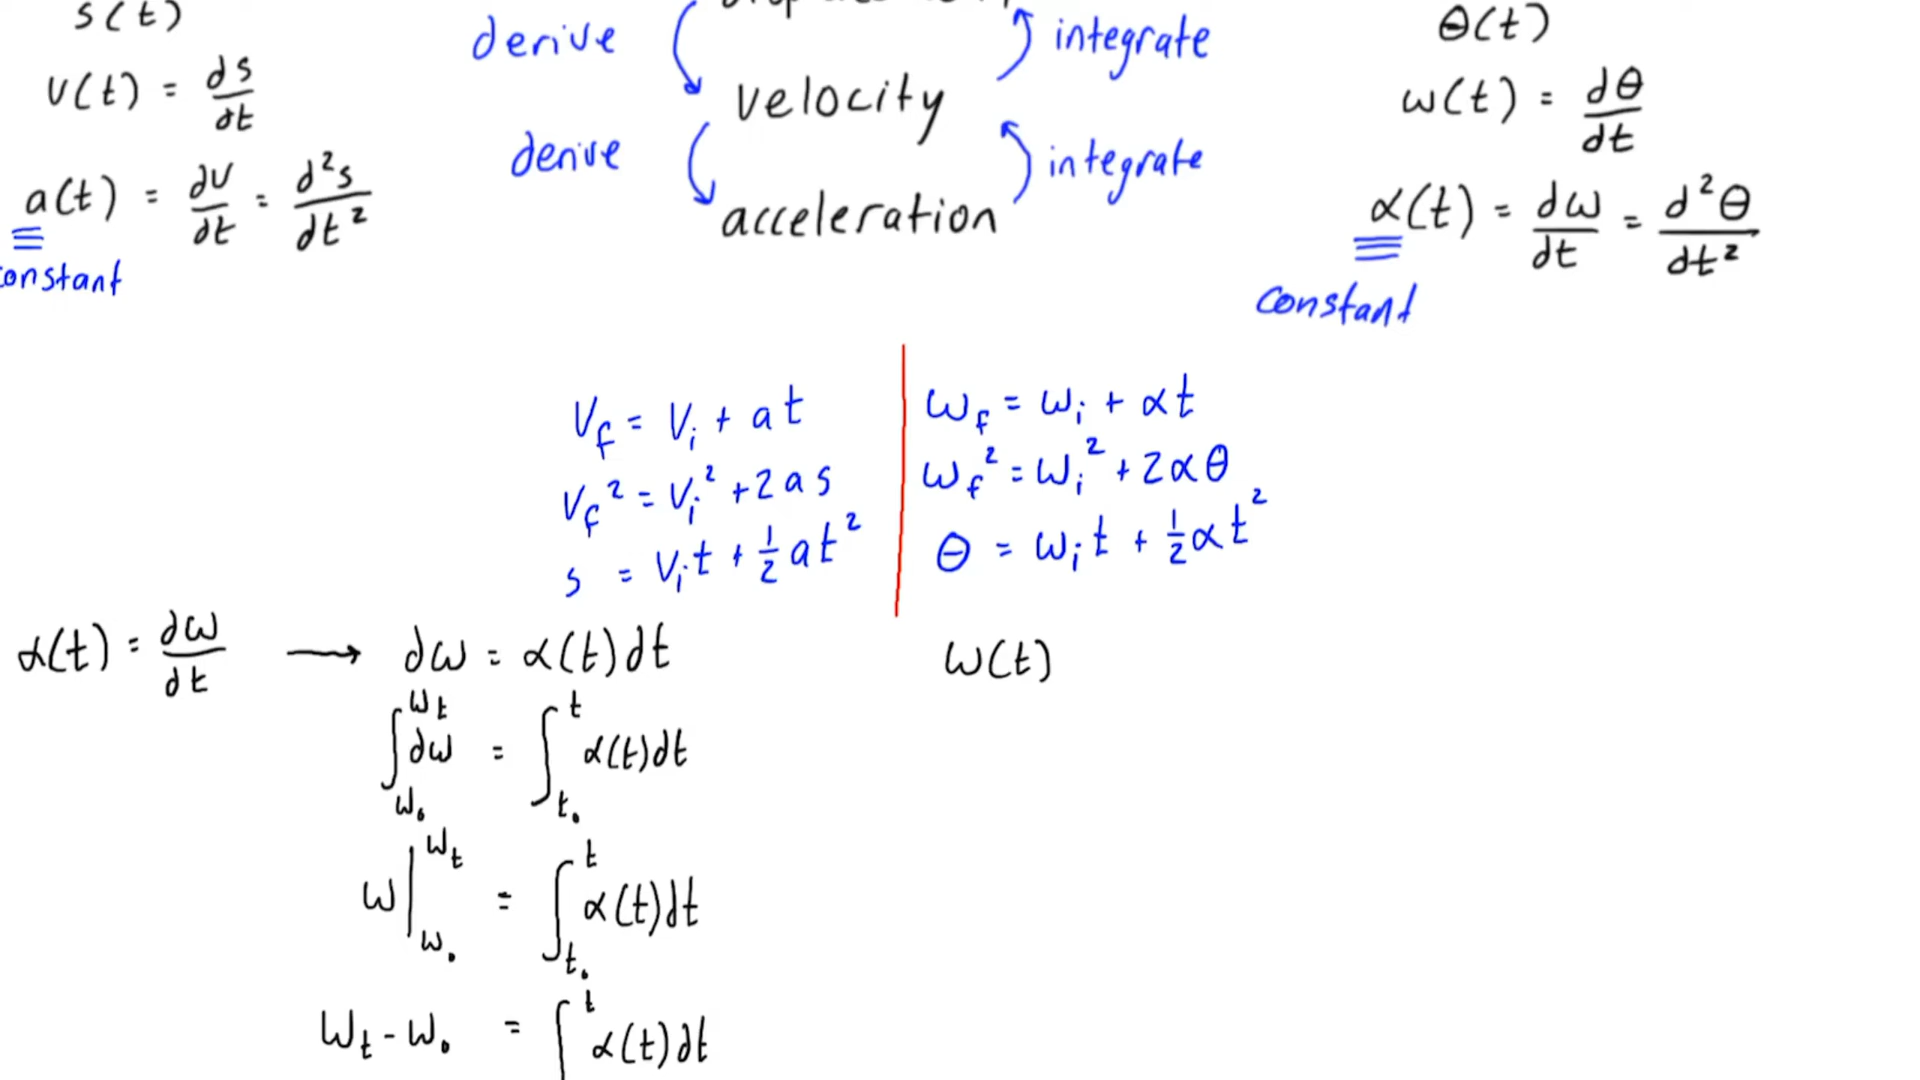 s(t)
v(t) = ds/dt
a(t) = dv/dt = d²s/dt²
constant
derive
integrate
velocity
derive
integrate
acceleration
θ(t)
ω(t) = dθ/dt
α(t) = dω/dt = d²θ/dt²
constant
v_f = v_i + at
v_f² = v_i² + 2as
s = v_i t + ½at²
ω_f = ω_i + αt
ω_f² = ω_i² + 2αθ
θ = ω_i t + ½αt²
α(t) = dω/dt → dω = α(t)dt
∫_{ω₀}^{ω_t} dω = ∫_{t₀}^{t} α(t)dt
ω|_{ω₀}^{ω_t} = ∫_{t₀}^{t} α(t)dt
ω_t - ω₀ = ∫^{t} α(t)dt
ω(t)